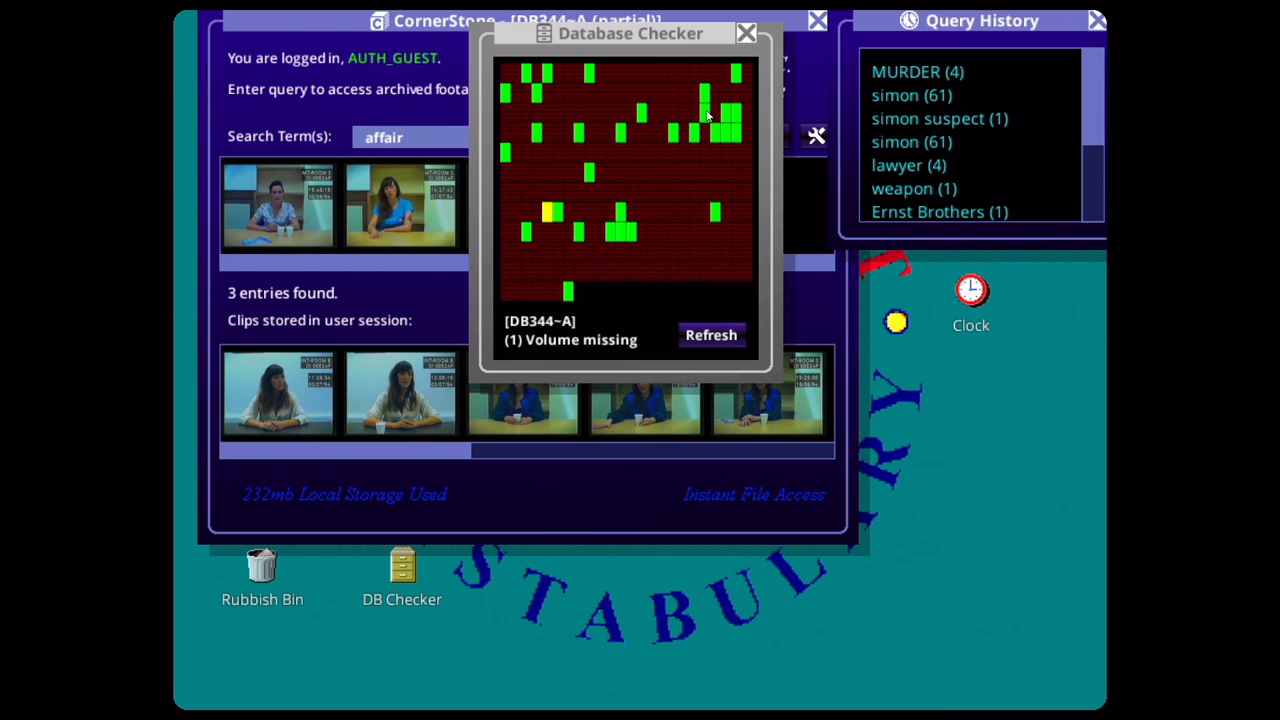 CornerStone - [DB344~A (partial)]
You are logged in, AUTH_GUEST.
Enter query to access archived foota
Search Term(s):
affair
3 entries found.
Clips stored in user session:
232mb Local Storage Used
Instant File Access
Database Checker
[DB344~A]
(1) Volume missing
Refresh
Query History
MURDER (4)
simon (61)
simon suspect (1)
simon (61)
lawyer (4)
weapon (1)
Ernst Brothers (1)
Clock
Rubbish Bin
DB Checker
STABULARY